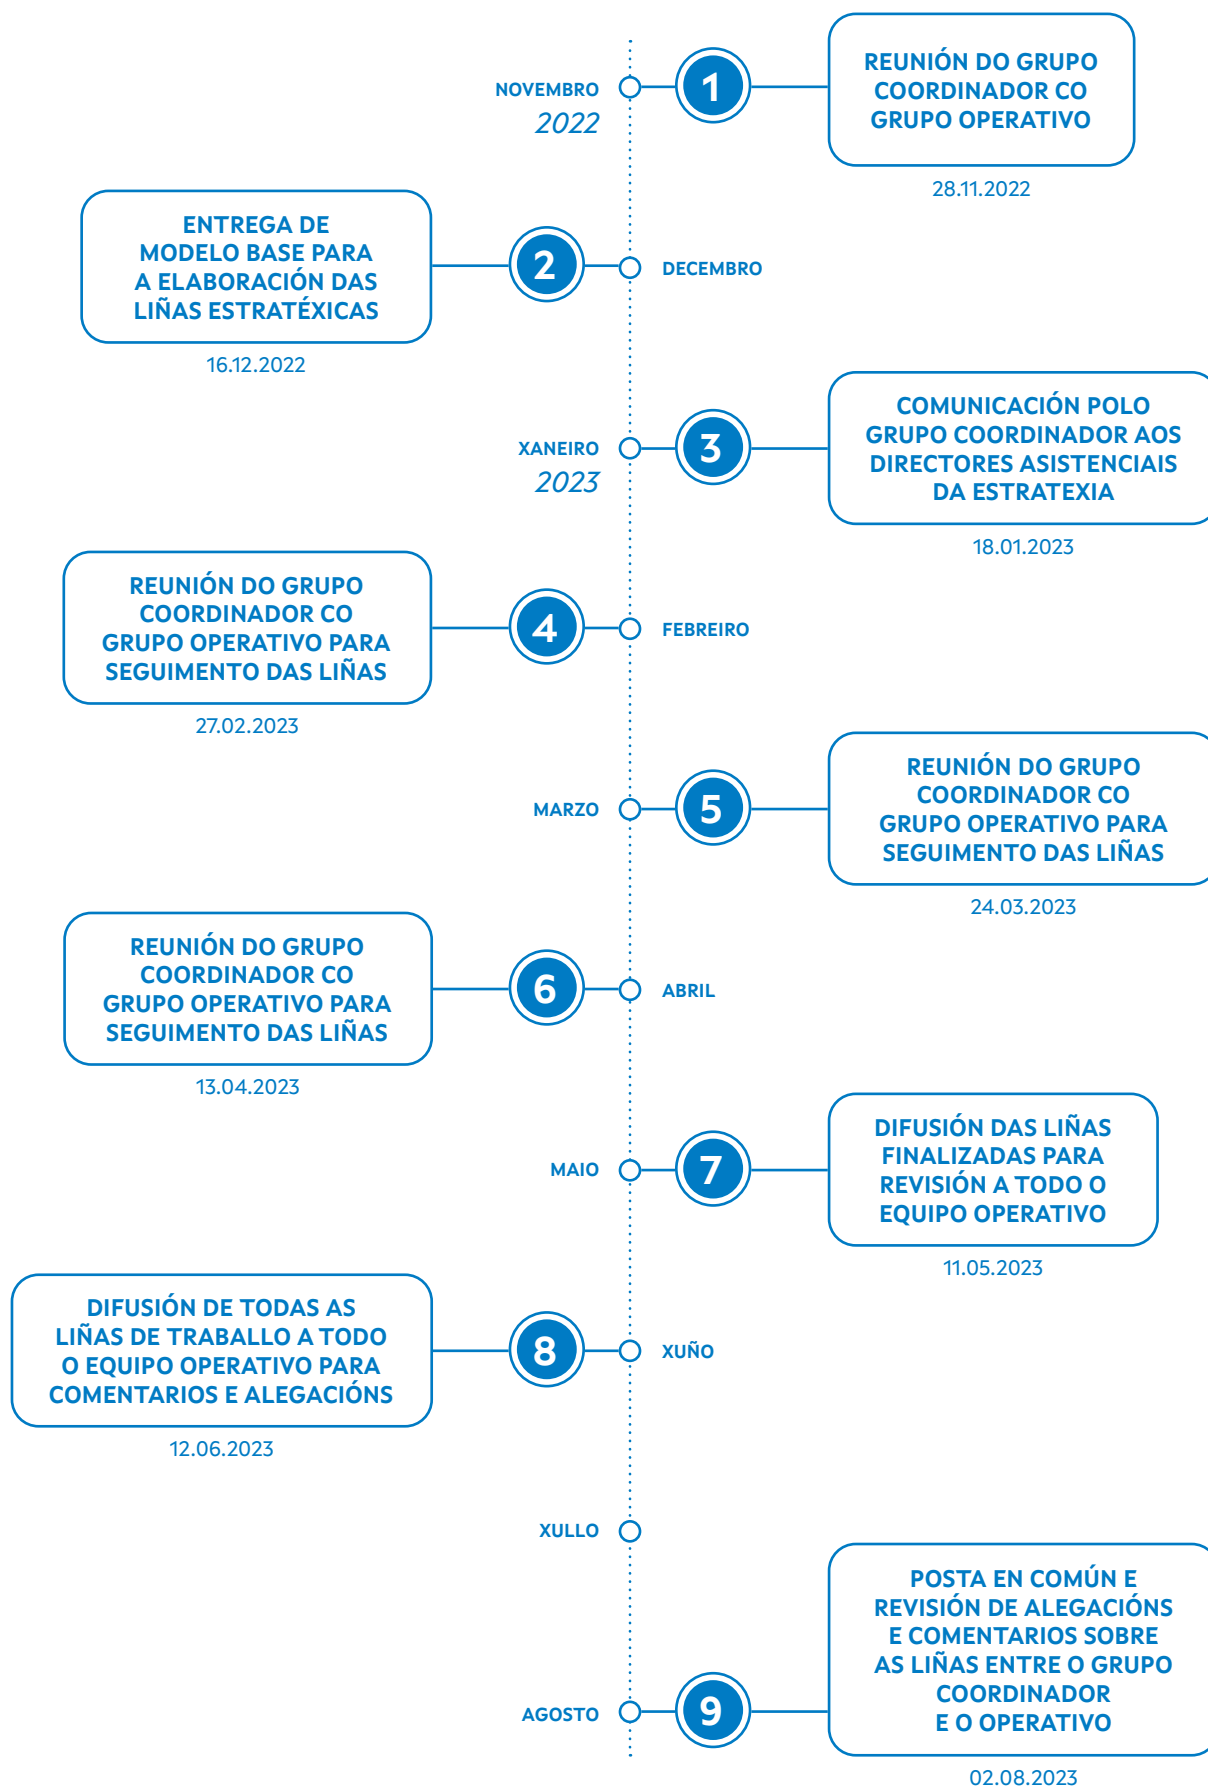 NOVEMBRO
2022
1
REUNIÓN DO GRUPO
COORDINADOR CO
GRUPO OPERATIVO
28.11.2022
ENTREGA DE
MODELO BASE PARA
A ELABORACIÓN DAS
LIÑAS ESTRATÉXICAS
16.12.2022
2
DECEMBRO
XANEIRO
2023
3
COMUNICACIÓN POLO
GRUPO COORDINADOR AOS
DIRECTORES ASISTENCIAIS
DA ESTRATEXIA
18.01.2023
REUNIÓN DO GRUPO
COORDINADOR CO
GRUPO OPERATIVO PARA
SEGUIMENTO DAS LIÑAS
27.02.2023
4
FEBREIRO
MARZO
5
REUNIÓN DO GRUPO
COORDINADOR CO
GRUPO OPERATIVO PARA
SEGUIMENTO DAS LIÑAS
24.03.2023
REUNIÓN DO GRUPO
COORDINADOR CO
GRUPO OPERATIVO PARA
SEGUIMENTO DAS LIÑAS
13.04.2023
6
ABRIL
MAIO
7
DIFUSIÓN DAS LIÑAS
FINALIZADAS PARA
REVISIÓN A TODO O
EQUIPO OPERATIVO
11.05.2023
DIFUSIÓN DE TODAS AS
LIÑAS DE TRABALLO A TODO
O EQUIPO OPERATIVO PARA
COMENTARIOS E ALEGACIÓNS
12.06.2023
8
XUÑO
XULLO
AGOSTO
9
POSTA EN COMÚN E
REVISIÓN DE ALEGACIÓNS
E COMENTARIOS SOBRE
AS LIÑAS ENTRE O GRUPO
COORDINADOR
E O OPERATIVO
02.08.2023